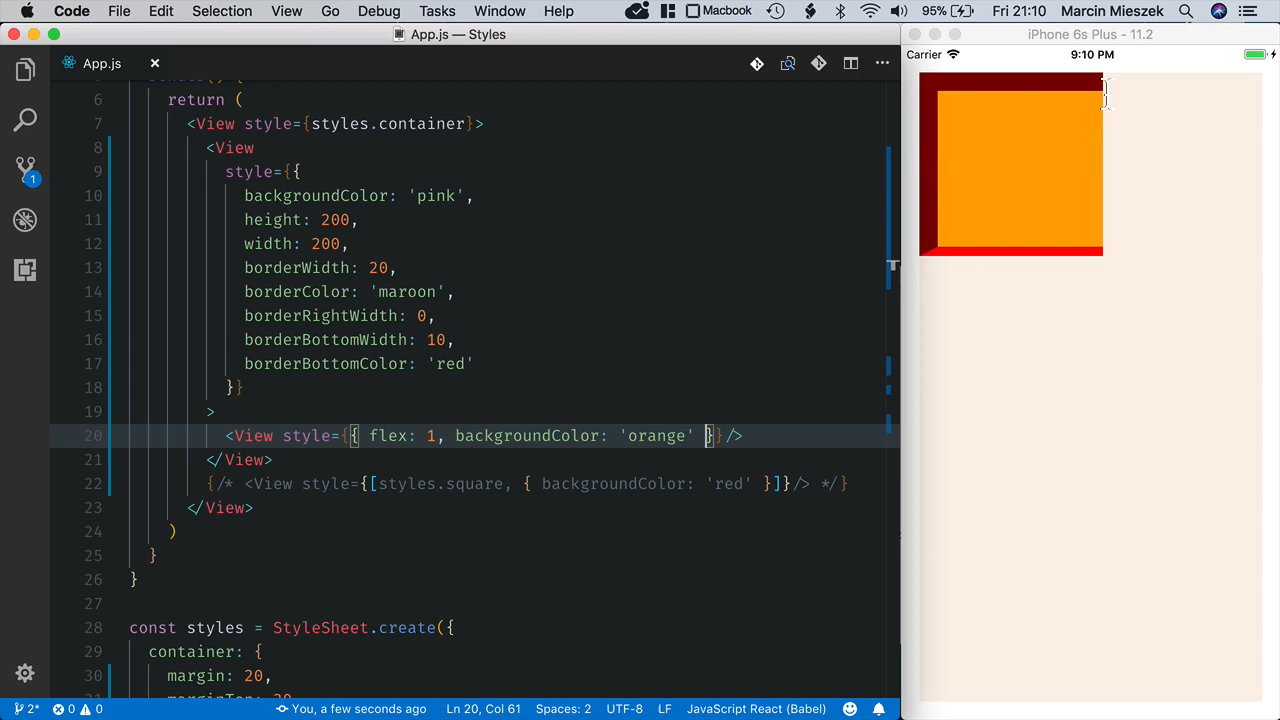 Code File Edit Selection View Go Debug Tasks Window Help Macbook 95% Fri 21:10 Marcin Mieszek
App.js — Styles
iPhone 6s Plus - 11.2
App.js
Carrier 9:10 PM
6 return (
7 <View style={styles.container}>
8 <View
9 style={{
10 backgroundColor: 'pink',
11 height: 200,
12 width: 200,
13 borderWidth: 20,
14 borderColor: 'maroon',
15 borderRightWidth: 0,
16 borderBottomWidth: 10,
17 borderBottomColor: 'red'
18 }}
19 >
20 <View style={{ flex: 1, backgroundColor: 'orange' }}/>
21 </View>
22 {/* <View style={[styles.square, { backgroundColor: 'red' }]}/> */}
23 </View>
24 )
25 }
26 }
27
28 const styles = StyleSheet.create({
29 container: {
30 margin: 20,
1
2* 0 0 You, a few seconds ago Ln 20, Col 61 Spaces: 2 UTF-8 LF JavaScript React (Babel)